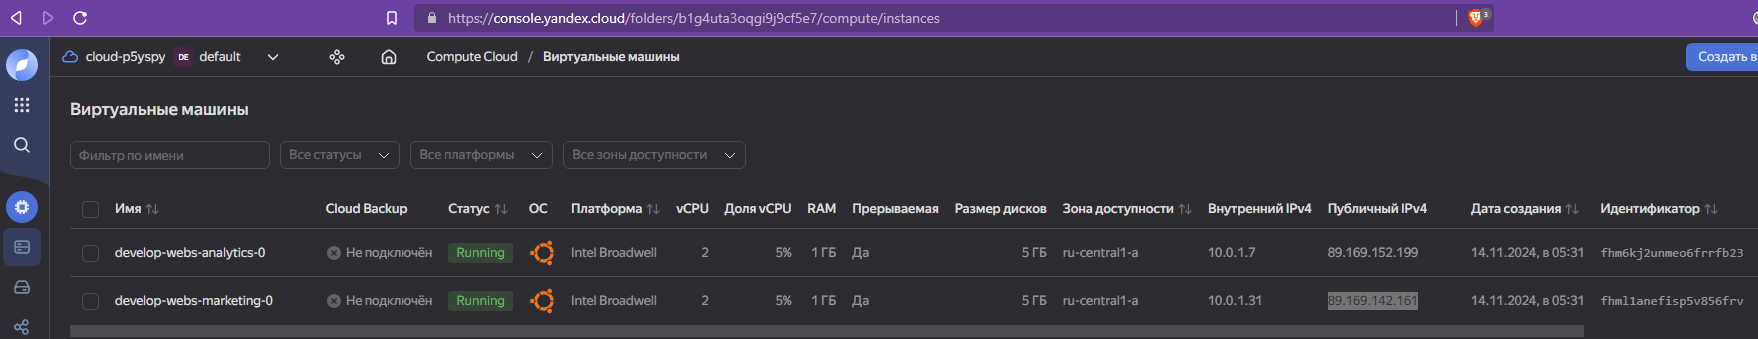 https://console.yandex.cloud/folders/b1g4uta3oqgi9j9cf5e7/compute/instances 3
cloud-p5yspy DE default Compute Cloud / Виртуальные машины Создать в
Виртуальные машины
Фильтр по имени Все статусы Все платформы Все зоны доступности
Имя Cloud Backup Статус ОС Платформа vCPU Доля vCPU RAM Прерываемая Размер дисков Зона доступности Внутренний IPv4 Публичный IPv4 Дата создания Идентификатор
develop-webs-analytics-0 Не подключён Running Intel Broadwell 2 5% 1 ГБ Да 5 ГБ ru-central1-a 10.0.1.7 89.169.152.199 14.11.2024, в 05:31 fhm6kj2unmeo6frrfb23
develop-webs-marketing-0 Не подключён Running Intel Broadwell 2 5% 1 ГБ Да 5 ГБ ru-central1-a 10.0.1.31 89.169.142.161 14.11.2024, в 05:31 fhml1anefisp5v856frv